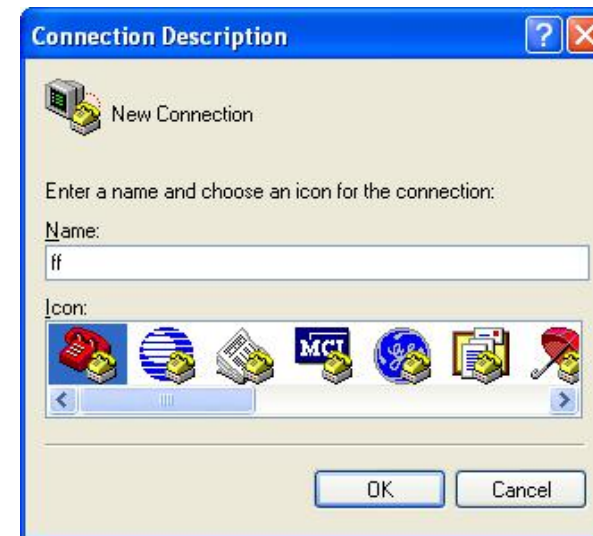 Connection Description
New Connection
Enter a name and choose an icon for the connection:
Name:
ff
Icon:
MCI
OK
Cancel